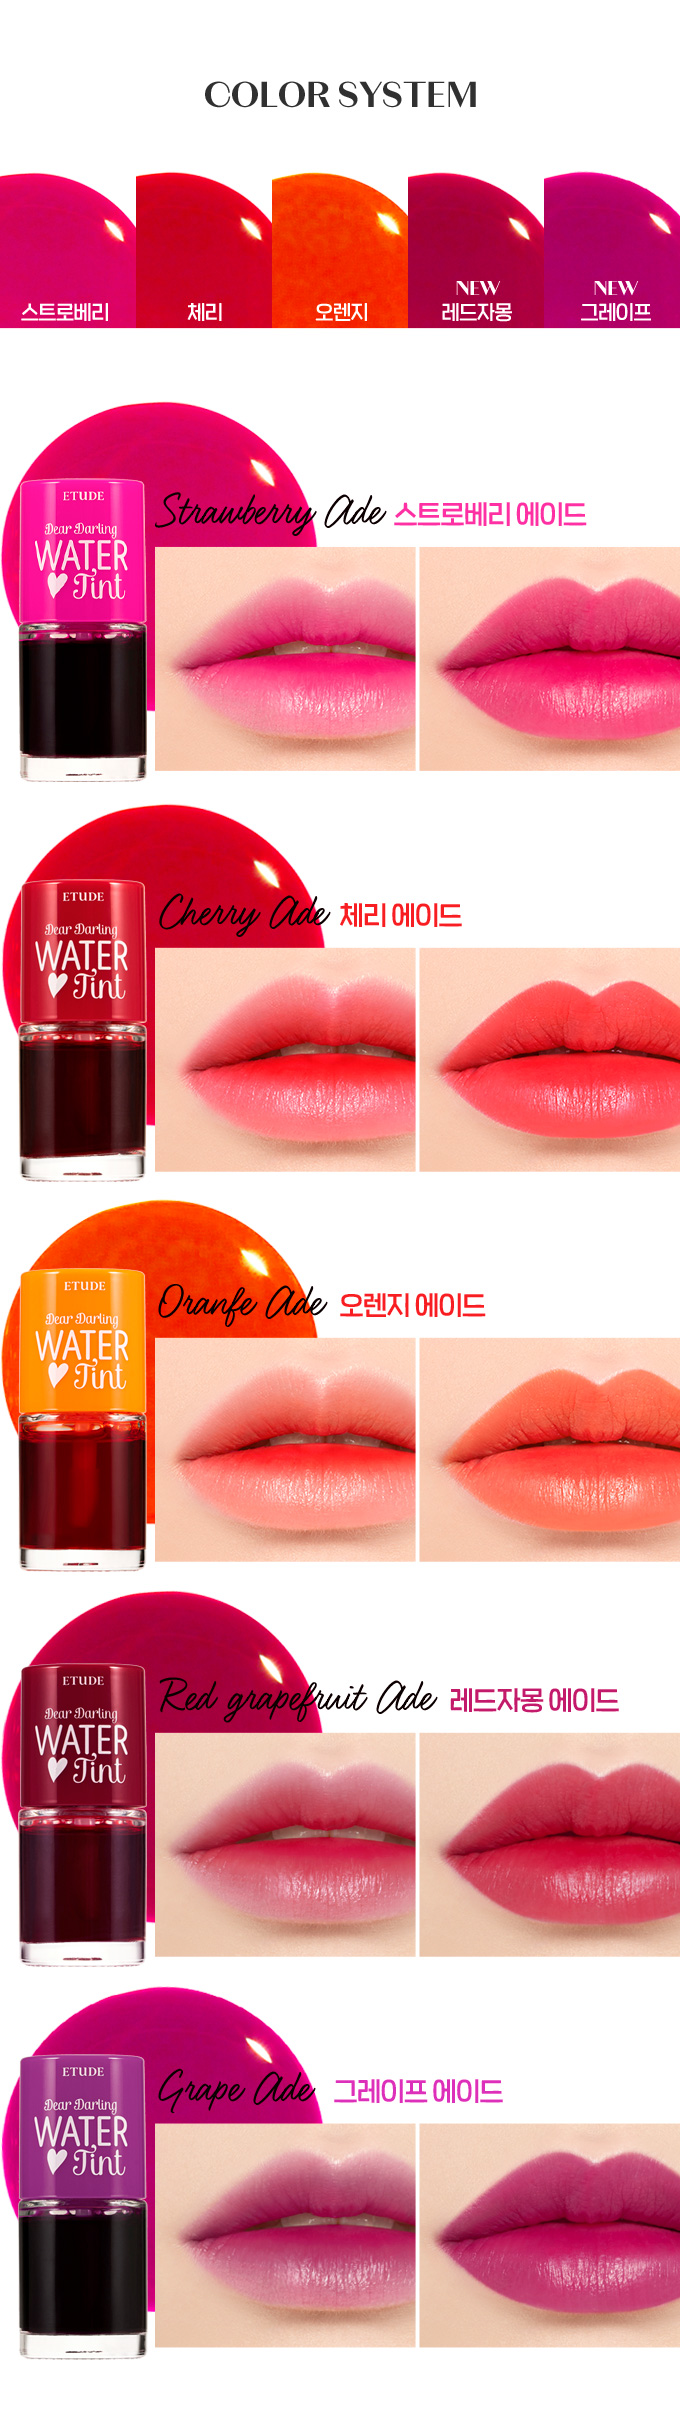 COLOR SYSTEM
스트로베리
체리
오렌지
NEW
레드자몽
NEW
그레이프
ETUDE
Dear Darling
WATER
Tint
Strawberry Ade 스트로베리 에이드
ETUDE
Dear Darling
WATER
Tint
Cherry Ade 체리 에이드
ETUDE
Dear Darling
WATER
Tint
Oranfe Ade 오렌지 에이드
ETUDE
Dear Darling
WATER
Tint
Red grapefruit Ade 레드자몽 에이드
ETUDE
Dear Darling
WATER
Tint
Grape Ade 그레이프 에이드